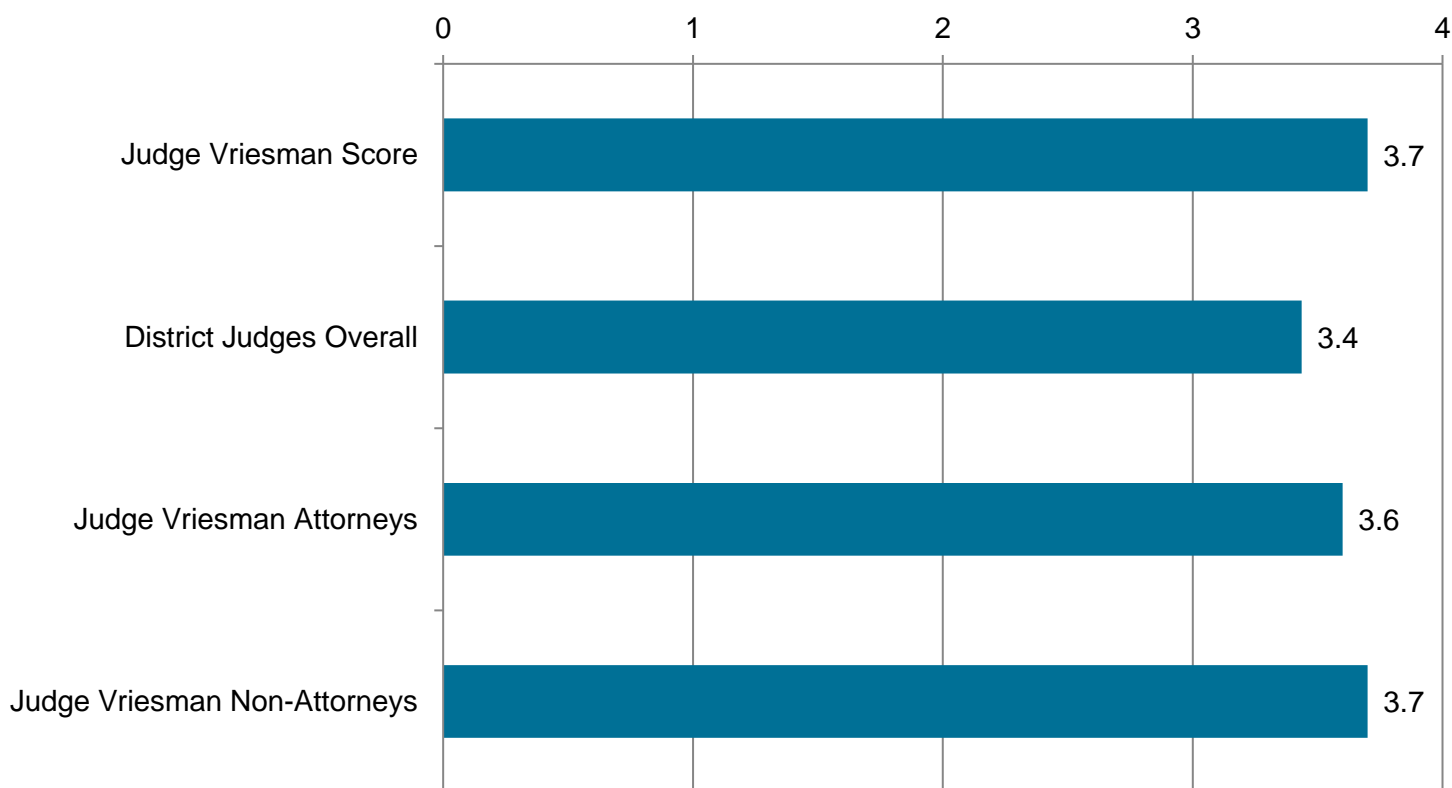 0 1 2 3 4
Judge Vriesman Score 3.7
District Judges Overall 3.4
Judge Vriesman Attorneys 3.6
Judge Vriesman Non-Attorneys 3.7